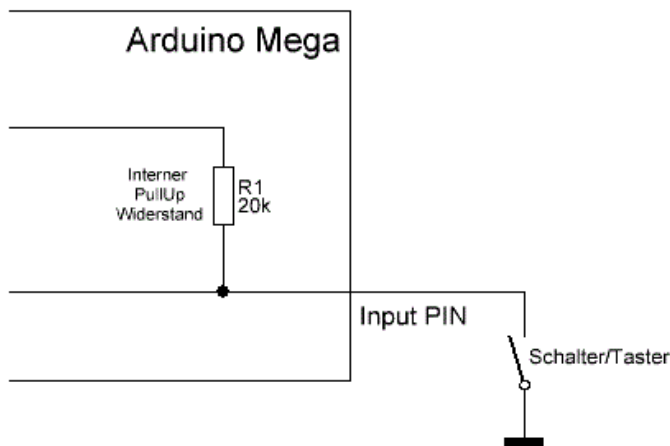 Arduino Mega
Interner
PullUp
Widerstand
R1
20k
Input PIN
Schalter/Taster